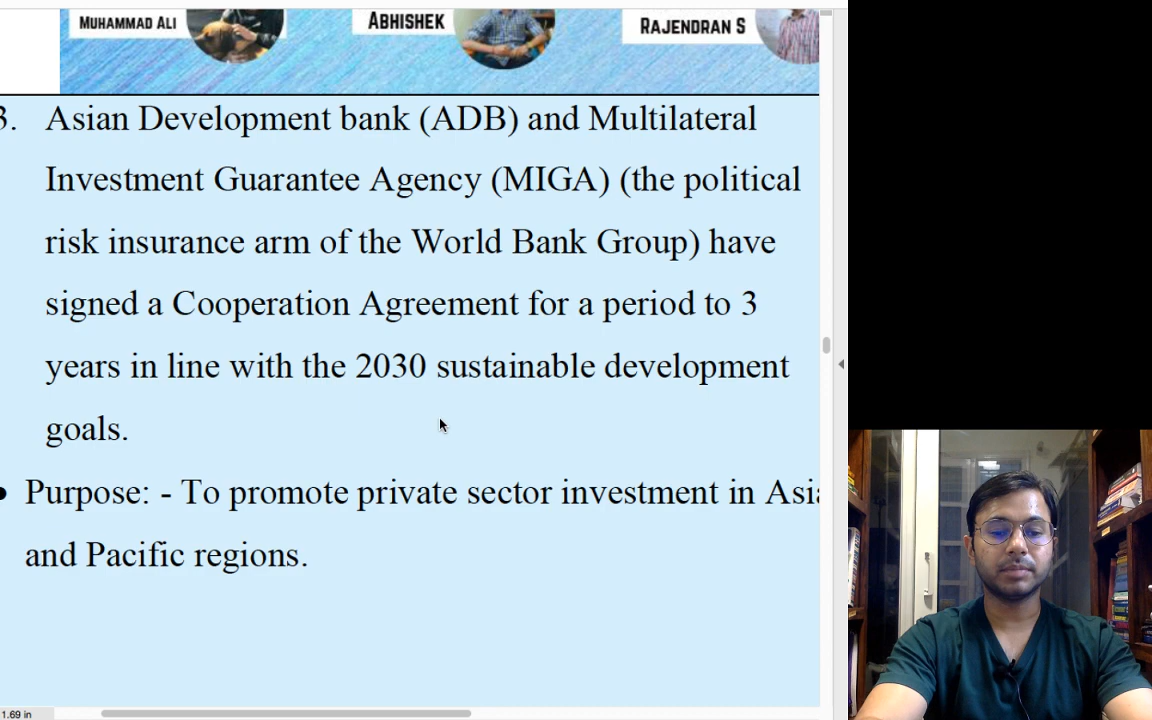 MUHAMMAD ALI
ABHISHEK
RAJENDRAN S
3. Asian Development bank (ADB) and Multilateral
Investment Guarantee Agency (MIGA) (the political
risk insurance arm of the World Bank Group) have
signed a Cooperation Agreement for a period to 3
years in line with the 2030 sustainable development
goals.
• Purpose: - To promote private sector investment in Asia
and Pacific regions.
1.69 in